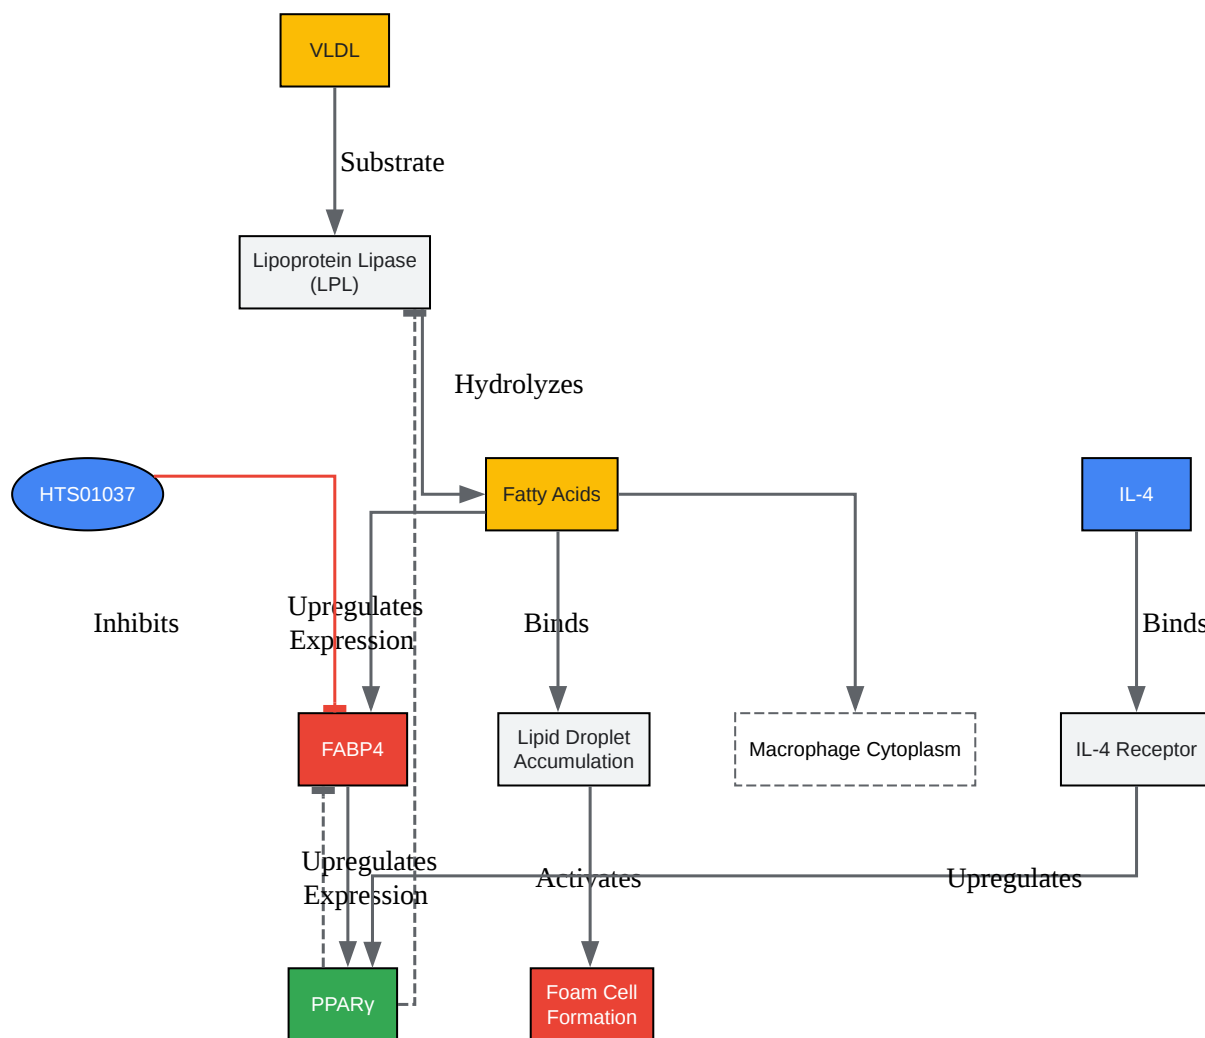 VLDL
Substrate
Lipoprotein Lipase
(LPL)
Hydrolyzes
HTS01037
Fatty Acids
IL-4
Inhibits
Upregulates
Expression
Binds
Binds
FABP4
Lipid Droplet
Accumulation
Macrophage Cytoplasm
IL-4 Receptor
Upregulates
Expression
Activates
Upregulates
PPARγ
Foam Cell
Formation